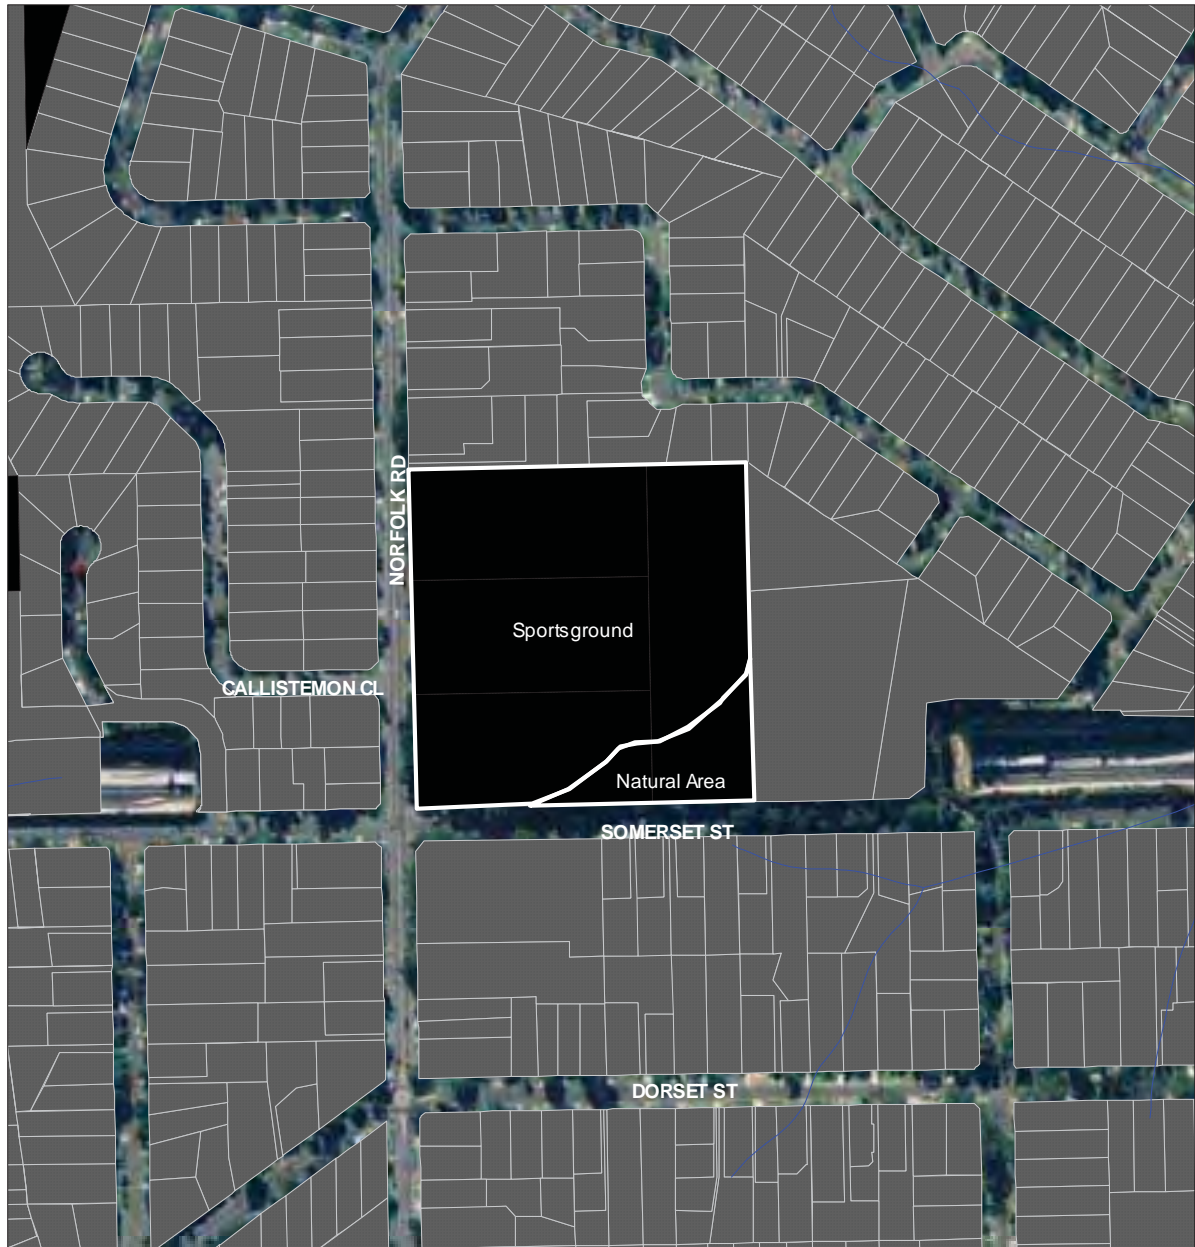 NORFOLK RD
Sportsground
CALLISTEMON CL
Natural Area
SOMERSET ST
DORSET ST